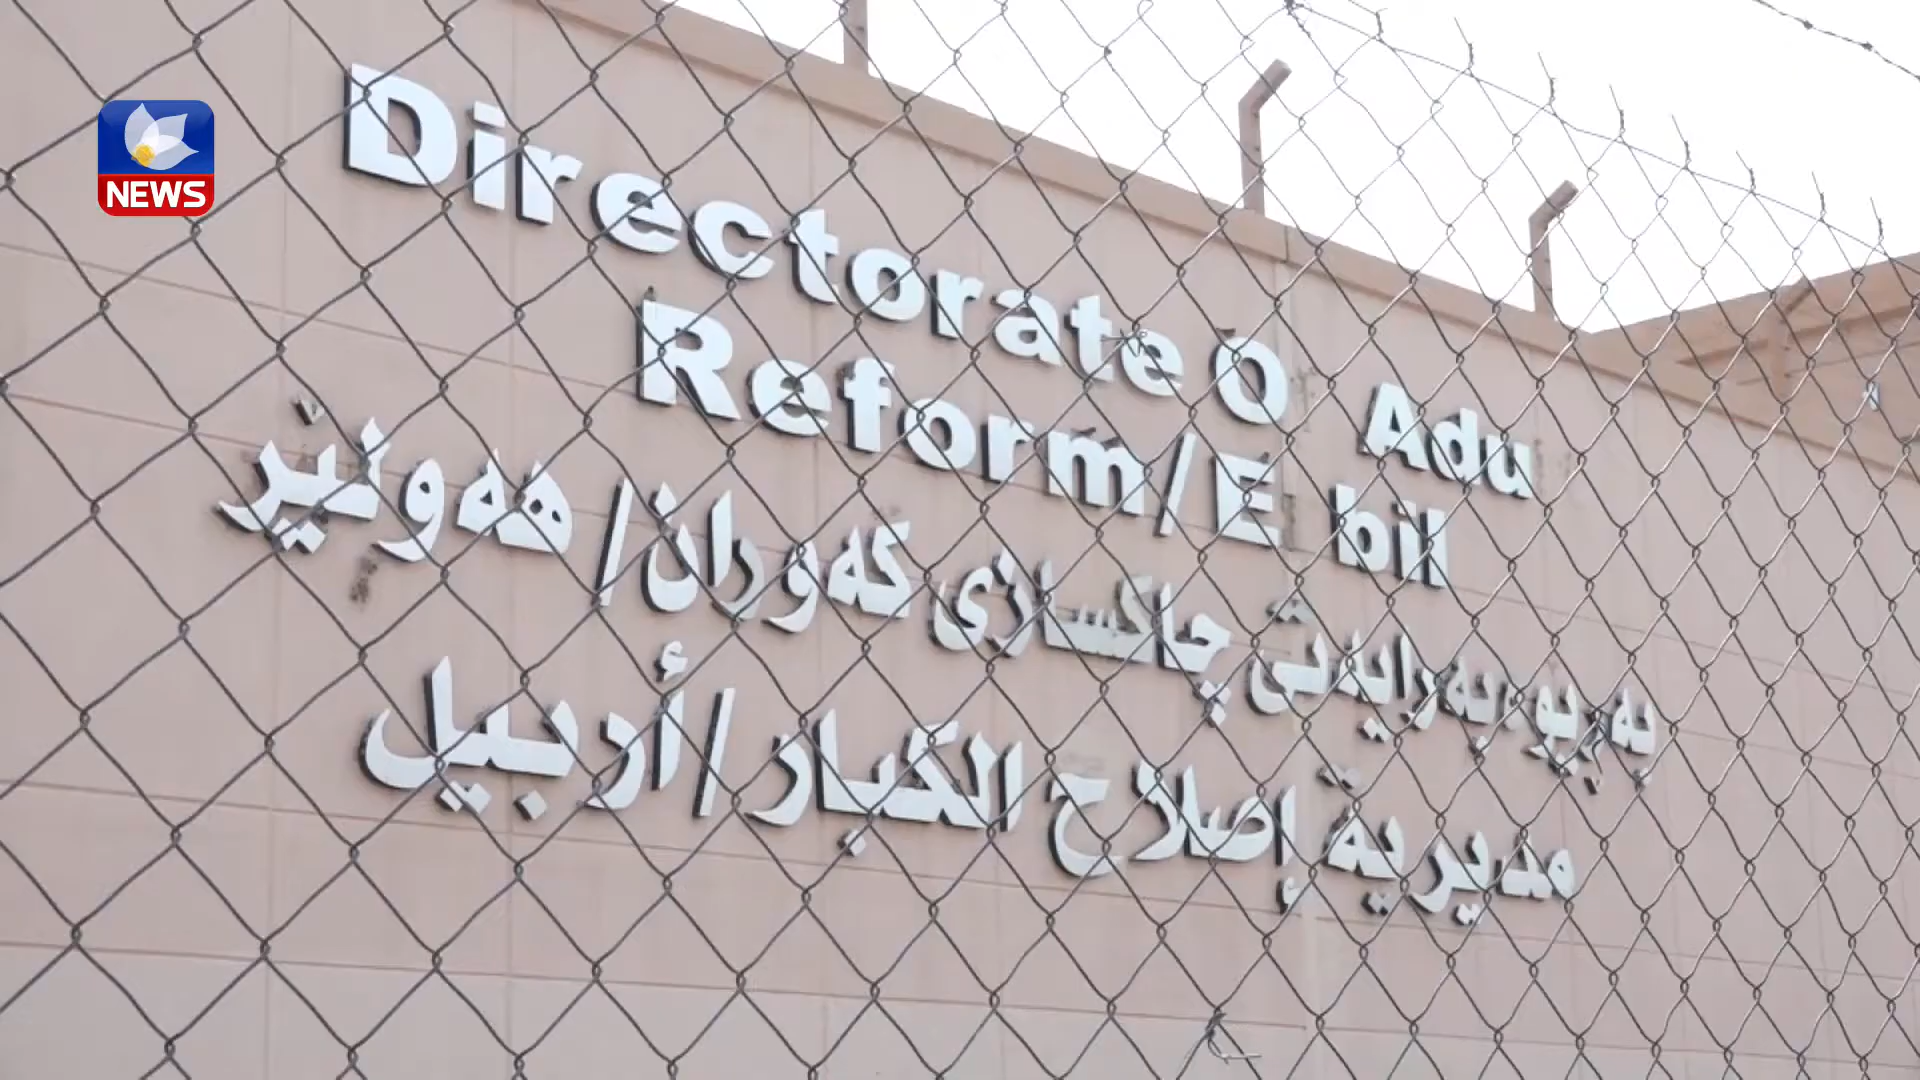 NEWS
Directorate O Adu
Reform / E bil
بەڕێوەبەرایەتی چاکسازی گەوران / هەولێر
مديرية إصلاح الكبار / أربيل